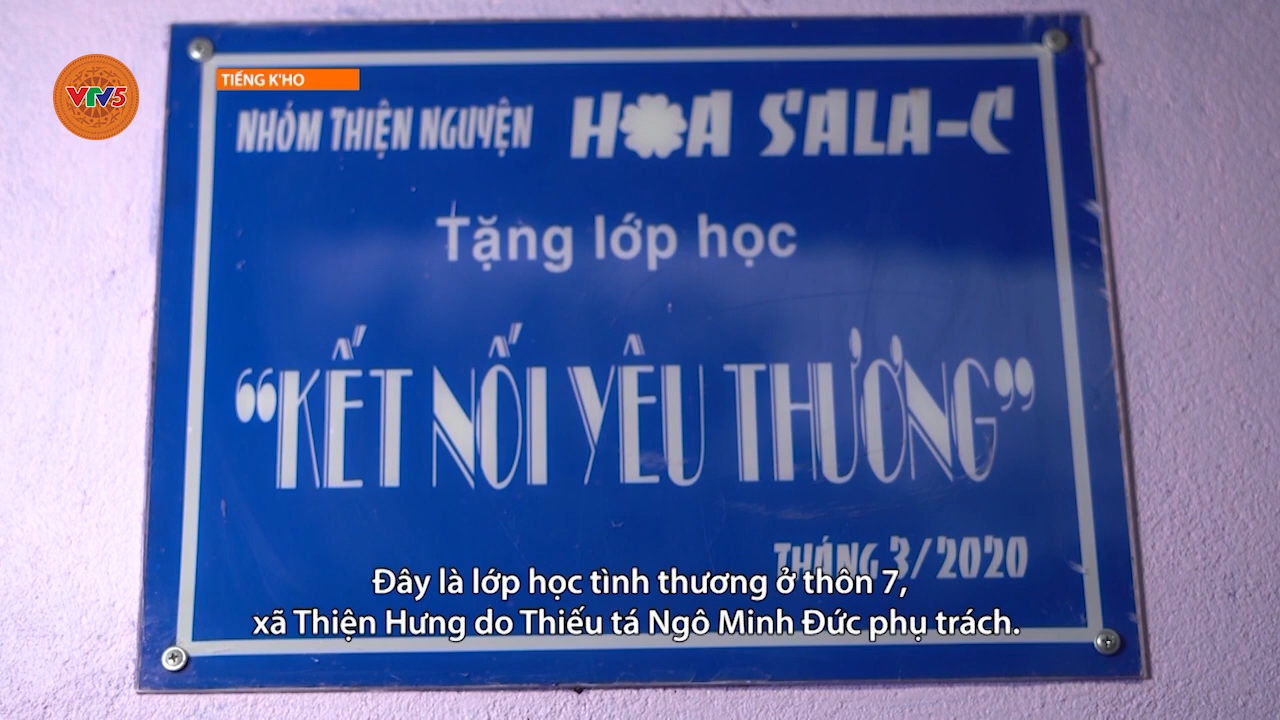 VTV5
TIẾNG K'HO
NHÓM THIỆN NGUYỆN HOA SALA-C
Tặng lớp học
“KẾT NỐI YÊU THƯƠNG”
THÁNG 3/2020
Đây là lớp học tình thương ở thôn 7,
xã Thiện Hưng do Thiếu tá Ngô Minh Đức phụ trách.